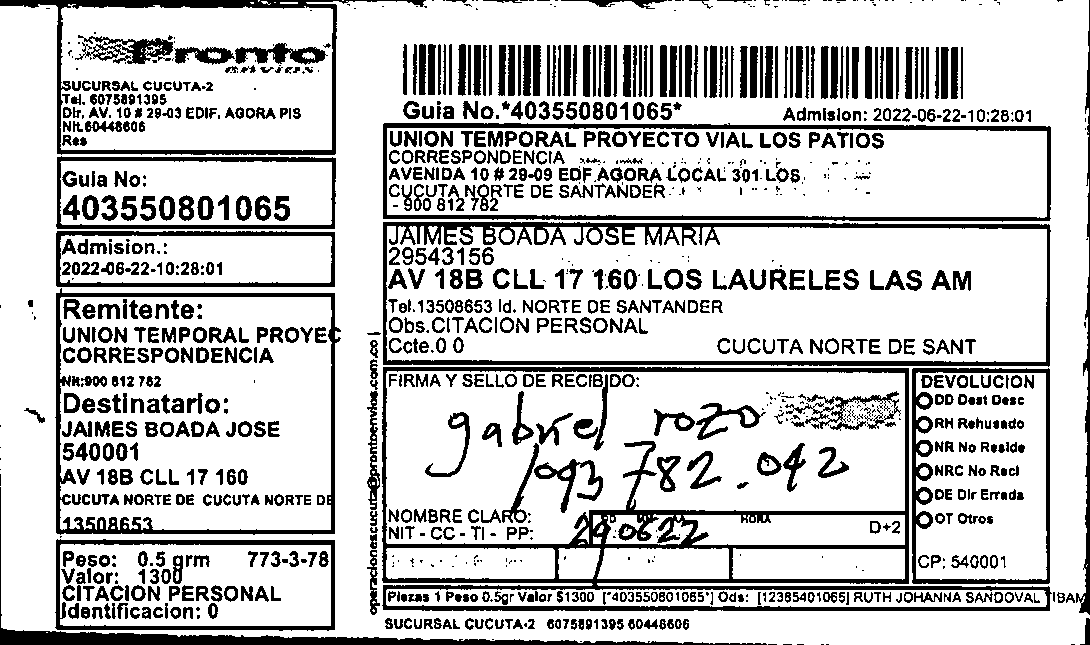 Pronto
envios
SUCURSAL CUCUTA-2
Tel. 6075891395
Dir. AV. 10 # 29-03 EDIF. AGORA PIS
Nit.60448606
Res
Guia No:
403550801065
Admision.:
2022-06-22-10:28:01
Remitente:
UNION TEMPORAL PROYEC
CORRESPONDENCIA
Nit:900 812 782
Destinatario:
JAIMES BOADA JOSE
540001
AV 18B CLL 17 160
CUCUTA NORTE DE CUCUTA NORTE DE
13508653
Peso: 0.5 grm 773-3-78
Valor: 1300
CITACION PERSONAL
Identificacion: 0
Guia No.*403550801065* Admision: 2022-06-22-10:28:01
UNION TEMPORAL PROYECTO VIAL LOS PATIOS
CORRESPONDENCIA
AVENIDA 10 # 29-09 EDF AGORA LOCAL 301 LOS
CUCUTA NORTE DE SANTANDER
- 900 812 782
JAIMES BOADA JOSE MARIA
29543156
AV 18B CLL 17 160 LOS LAURELES LAS AM
Tel.13508653 Id. NORTE DE SANTANDER
Obs.CITACION PERSONAL
Ccte.0 0 CUCUTA NORTE DE SANT
operacionescucuta@prontoenvios.com.co
FIRMA Y SELLO DE RECIBIDO:
gabriel rozo
1093 782.042
NOMBRE CLARO:
NIT - CC - TI - PP:
290622
HORA
D+2
DEVOLUCION
DD Dest Desc
RH Rehusado
NR No Reside
NRC No Recl
DE Dir Errada
OT Otros
CP: 540001
Piezas 1 Peso 0.5gr Valor $1300 [*403550801065*] Ods: [12365401065] RUTH JOHANNA SANDOVAL TIBAM
SUCURSAL CUCUTA-2 6075891395 60448606